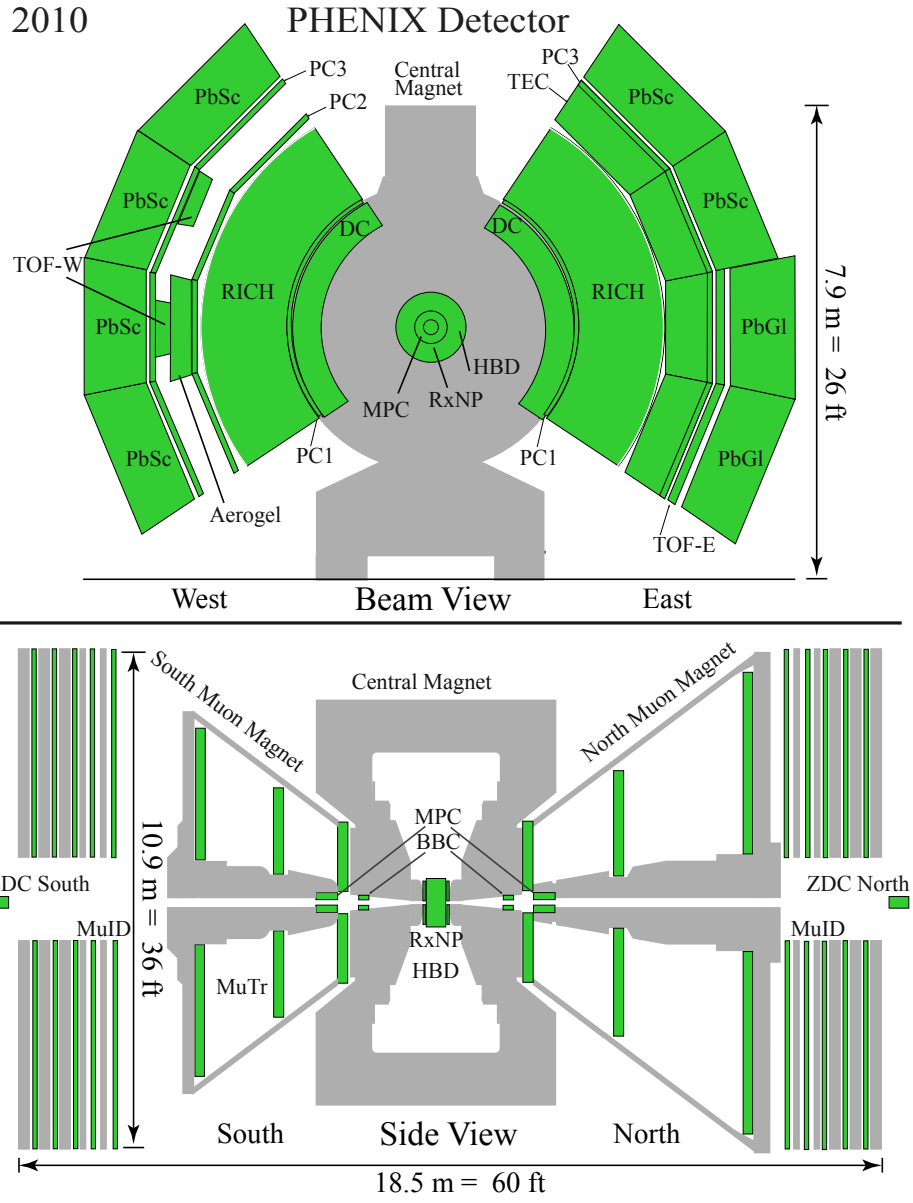 2010
PHENIX Detector
PC3
PC2
Central
Magnet
PC3
TEC
PbSc
PbSc
PbSc
PbSc
DC
DC
TOF-W
RICH
RICH
PbSc
PbGl
HBD
MPC
RxNP
PbSc
PC1
PC1
PbGl
Aerogel
TOF-E
7.9 m = 26 ft
West
Beam View
East
South Muon Magnet
Central Magnet
North Muon Magnet
MPC
BBC
10.9 m = 36 ft
DC South
ZDC North
MuID
MuID
RxNP
HBD
MuTr
South
Side View
North
18.5 m = 60 ft